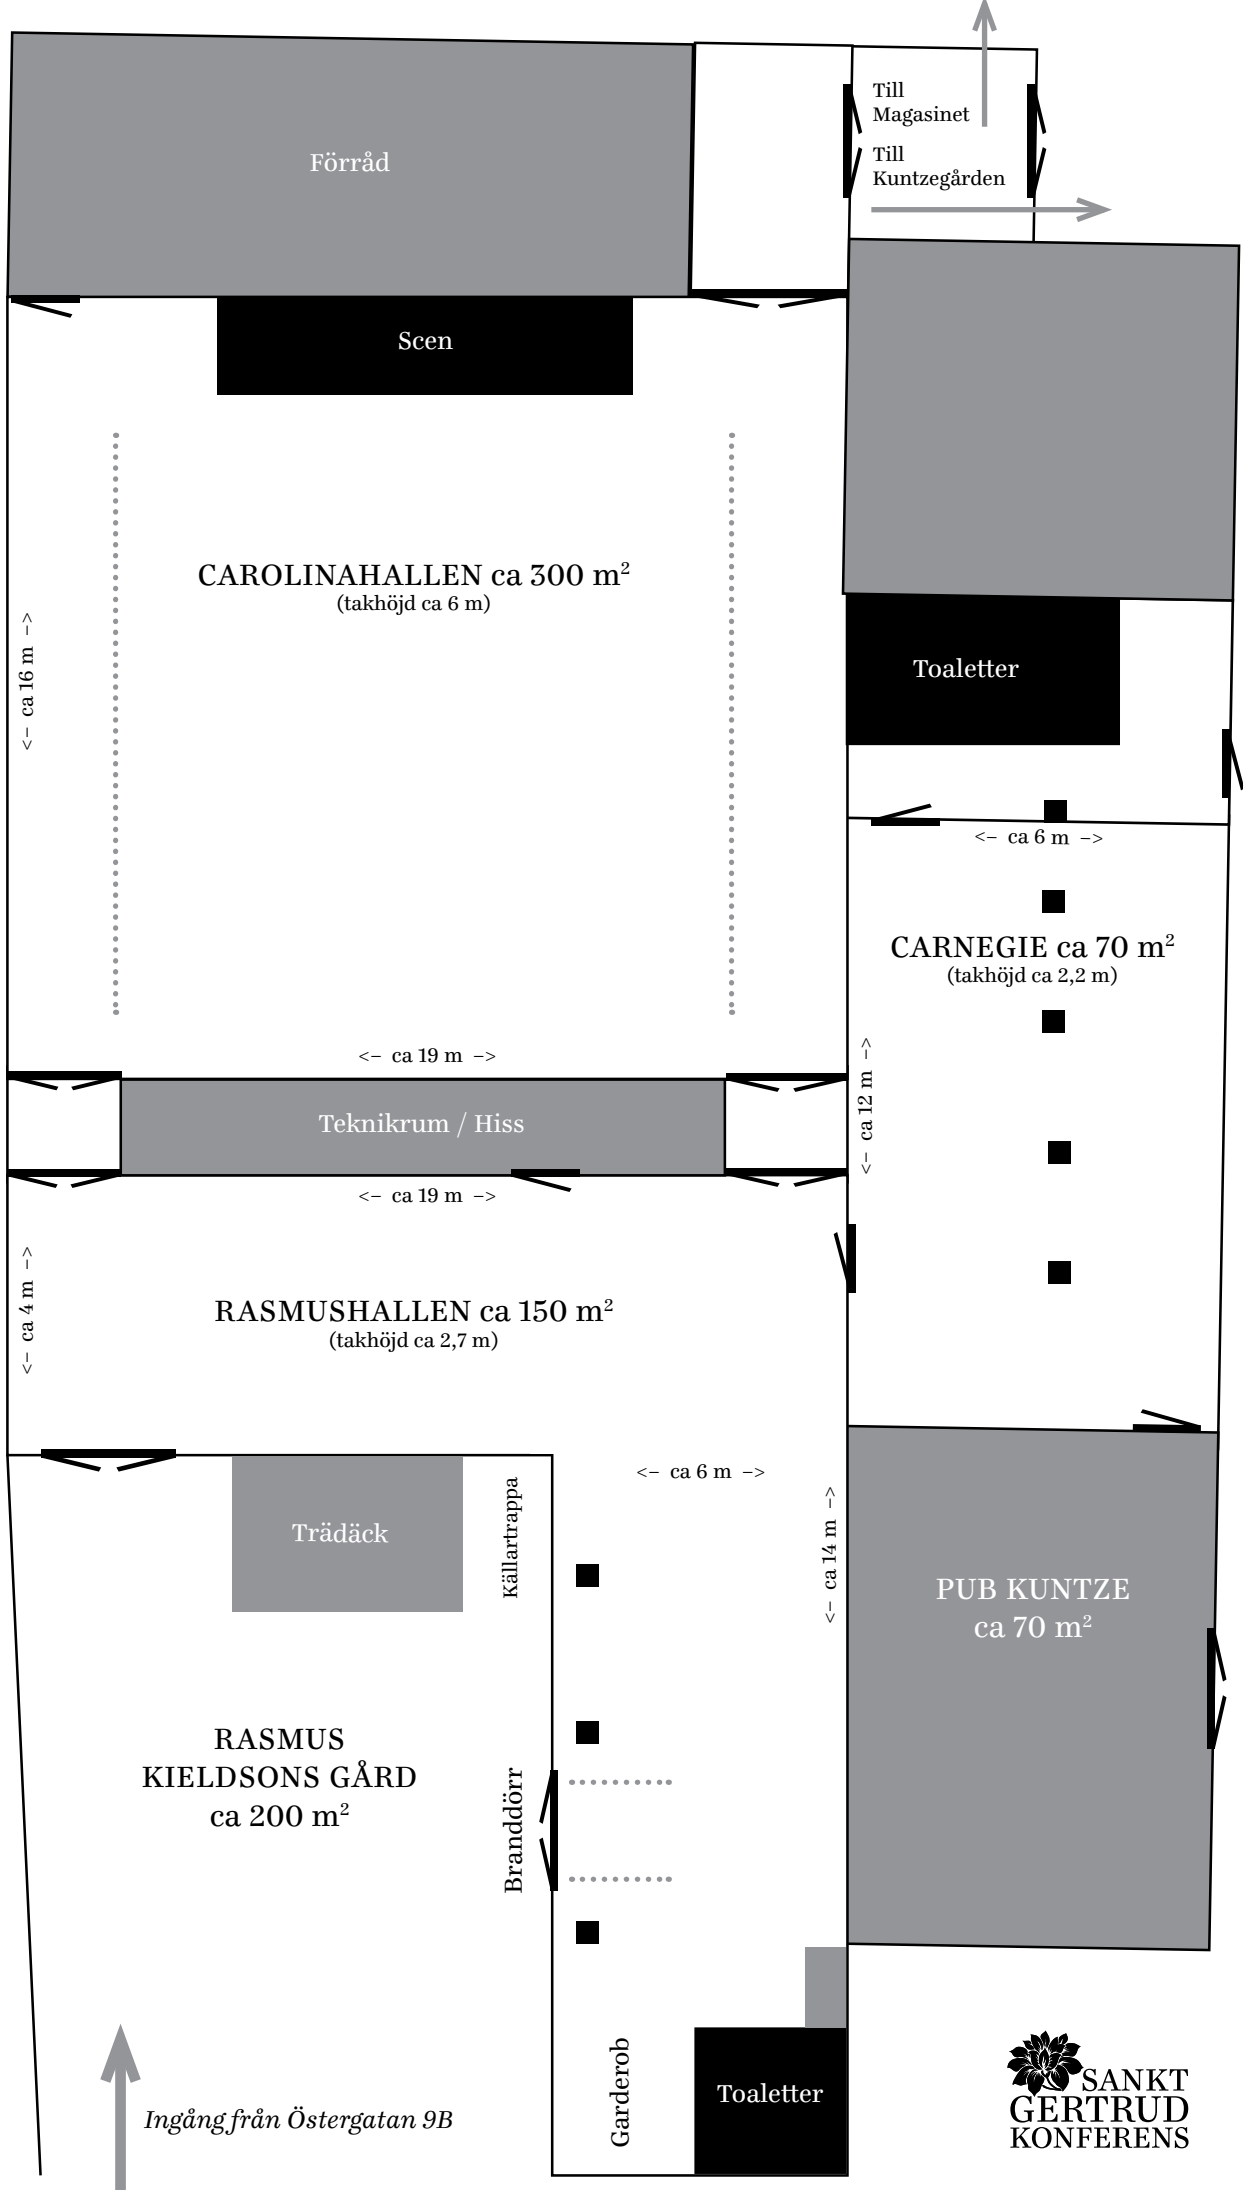 Till
Magasinet
Till
Kuntzegården
Förråd
Scen
CAROLINAHALLEN ca 300 m²
(takhöjd ca 6 m)
<– ca 16 m –>
Toaletter
<– ca 6 m –>
CARNEGIE ca 70 m²
(takhöjd ca 2,2 m)
<– ca 12 m –>
<– ca 19 m –>
Teknikrum / Hiss
<– ca 19 m –>
<– ca 4 m –>
RASMUSHALLEN ca 150 m²
(takhöjd ca 2,7 m)
<– ca 6 m –>
<– ca 14 m –>
Trädäck
Källartrappa
PUB KUNTZE
ca 70 m²
RASMUS
KIELDSONS GÅRD
ca 200 m²
Branddörr
Garderob
Toaletter
Ingång från Östergatan 9B
SANKT
GERTRUD
KONFERENS